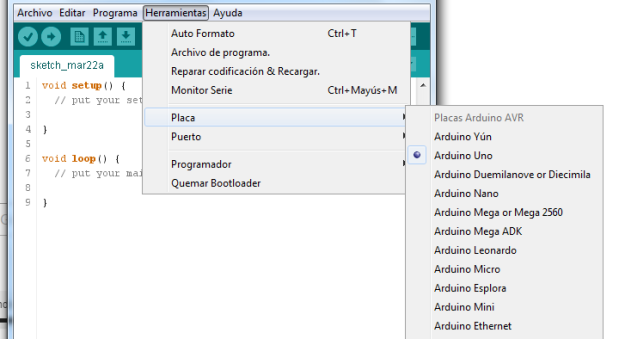 Archivo Editar Programa Herramientas Ayuda
sketch_mar22a
1 void setup() {
2 // put your set
3
4 }
5
6 void loop() {
7 // put your mai
8
9 }
Auto Formato Ctrl+T
Archivo de programa.
Reparar codificación & Recargar.
Monitor Serie Ctrl+Mayús+M
Placa
Puerto
Programador
Quemar Bootloader
Placas Arduino AVR
Arduino Yún
Arduino Uno
Arduino Duemilanove or Diecimila
Arduino Nano
Arduino Mega or Mega 2560
Arduino Mega ADK
Arduino Leonardo
Arduino Micro
Arduino Esplora
Arduino Mini
Arduino Ethernet